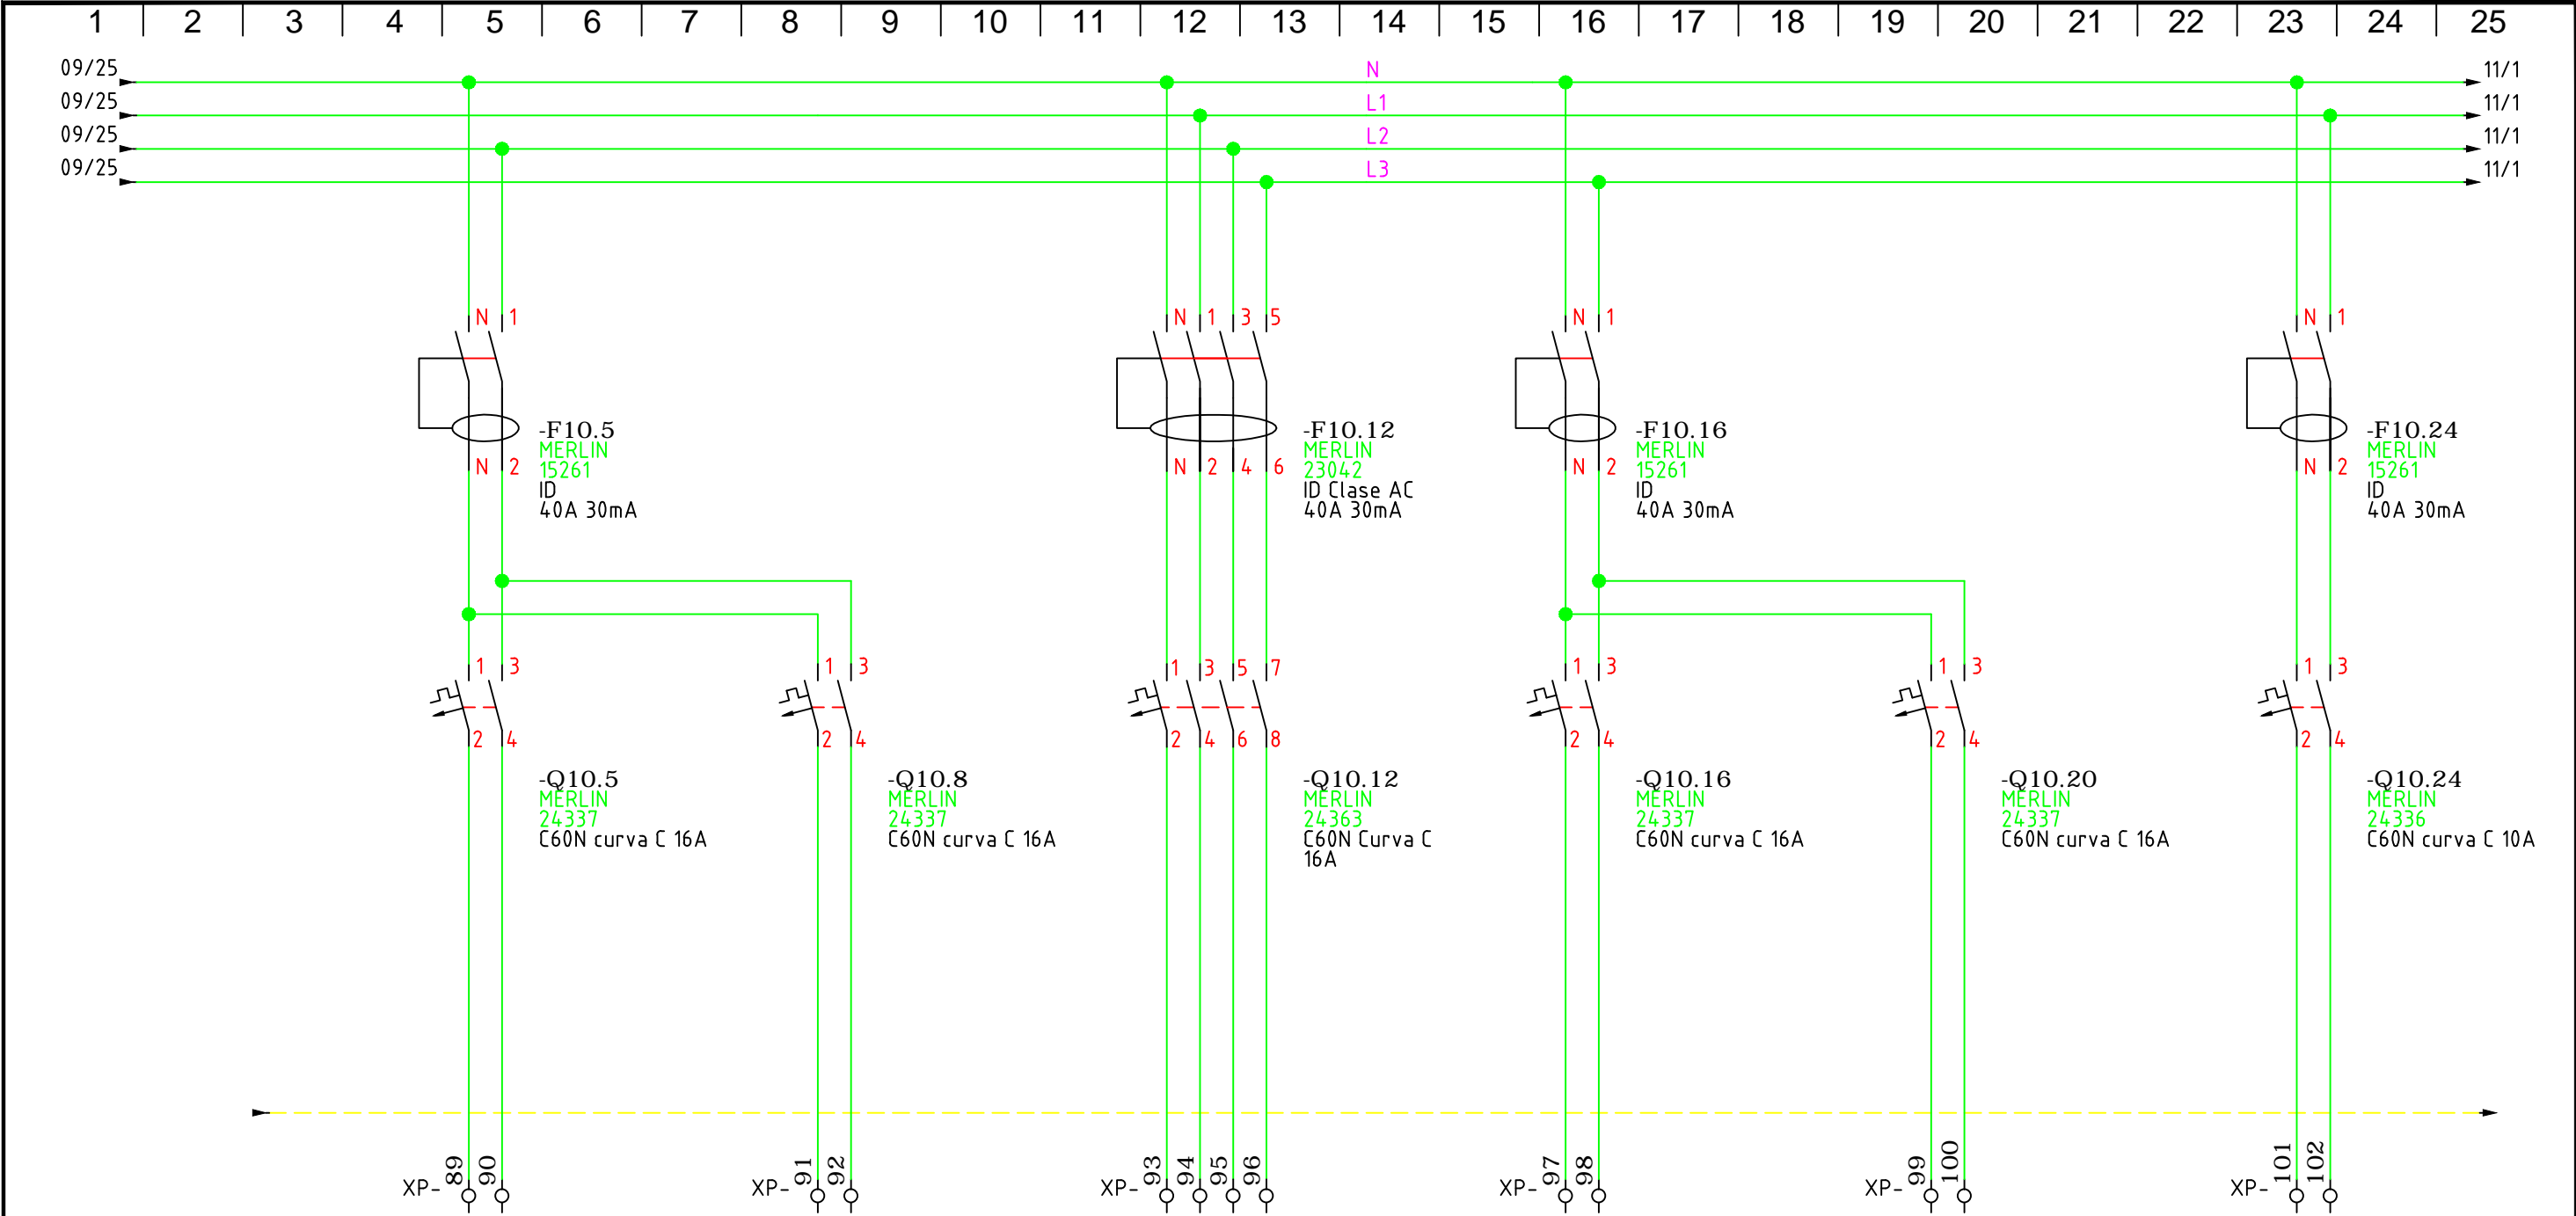 1 2 3 4 5 6 7 8 9 10 11 12 13 14 15 16 17 18 19 20 21 22 23 24 25
09/25 N 11/1
09/25 L1 11/1
09/25 L2 11/1
09/25 L3 11/1
N 1 N 1 3 5 N 1 N 1
-F10.5 -F10.12 -F10.16 -F10.24
MERLIN MERLIN MERLIN MERLIN
N 2 15261 N 2 4 6 23042 N 2 15261 N 2 15261
ID ID Clase AC ID ID
40A 30mA 40A 30mA 40A 30mA 40A 30mA
1 3 1 3 1 3 5 7 1 3 1 3 1 3
2 4 2 4 2 4 6 8 2 4 2 4 2 4
-Q10.5 -Q10.8 -Q10.12 -Q10.16 -Q10.20 -Q10.24
MERLIN MERLIN MERLIN MERLIN MERLIN MERLIN
24337 24337 24363 24337 24337 24336
C60N curva C 16A C60N curva C 16A C60N Curva C C60N curva C 16A C60N curva C 16A C60N curva C 10A
16A
89 90 91 92 93 94 95 96 97 98 99 100 101 102
XP- XP- XP- XP- XP- XP-